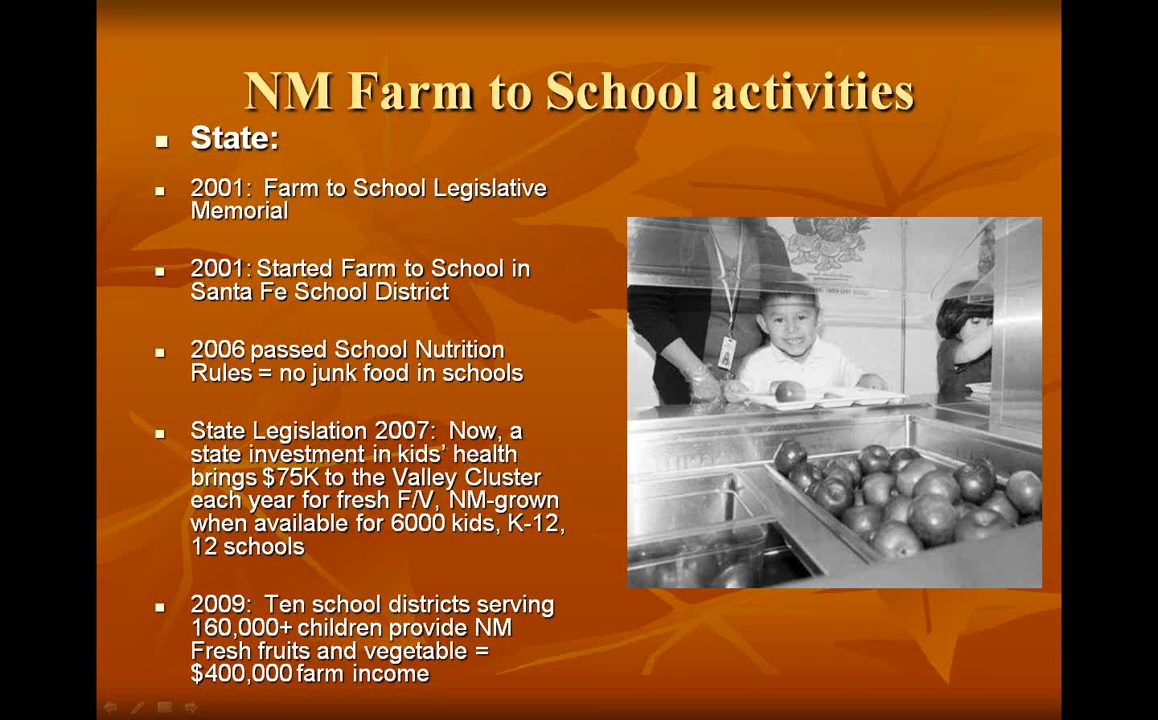 NM Farm to School activities
State:
2001: Farm to School Legislative
Memorial
2001: Started Farm to School in
Santa Fe School District
2006 passed School Nutrition
Rules = no junk food in schools
State Legislation 2007: Now, a
state investment in kids’ health
brings $75K to the Valley Cluster
each year for fresh F/V, NM-grown
when available for 6000 kids, K-12,
12 schools
2009: Ten school districts serving
160,000+ children provide NM
Fresh fruits and vegetable =
$400,000 farm income